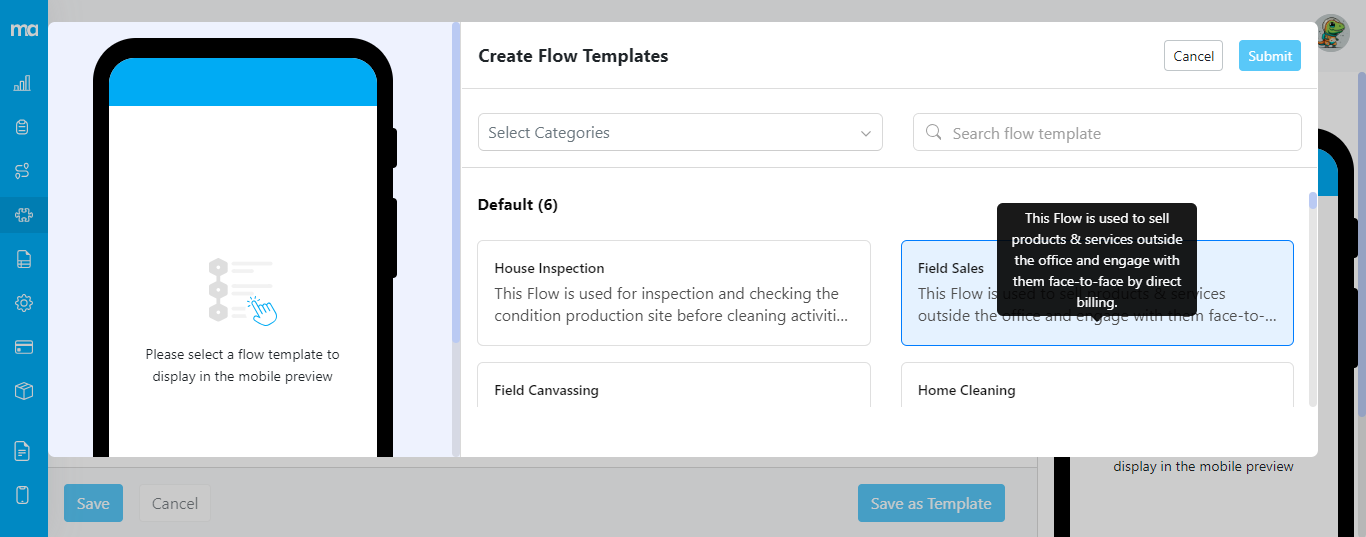 ma
Create Flow Templates
Cancel
Submit
Select Categories
Search flow template
Default (6)
This Flow is used to sell
products & services outside
the office and engage with
them face-to-face by direct
billing.
House Inspection
This Flow is used for inspection and checking the
condition production site before cleaning activiti...
Field Sales
This Flow is used to sell products & services
outside the office and engage with them face-to-...
Please select a flow template to
display in the mobile preview
Field Canvassing
Home Cleaning
display in the mobile preview
Save
Cancel
Save as Template